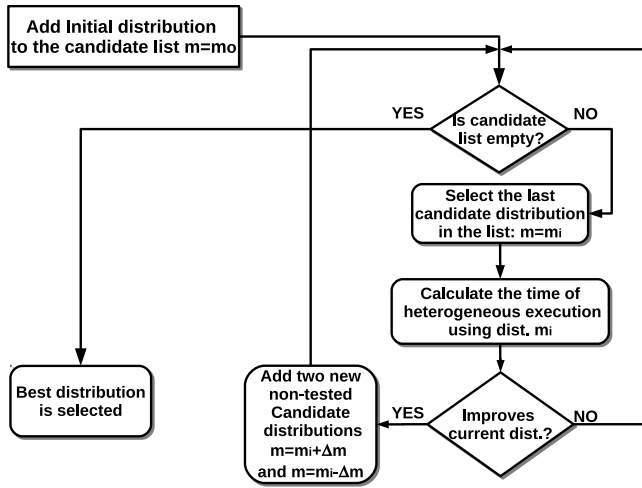 Add Initial distribution
to the candidate list m=mo
YES
NO
Is candidate
list empty?
Select the last
candidate distribution
in the list: m=mi
Calculate the time of
heterogeneous execution
using dist. mi
Best distribution
is selected
Add two new
non-tested
Candidate
distributions
m=mi+Δm
and m=mi-Δm
YES
Improves
current dist.?
NO